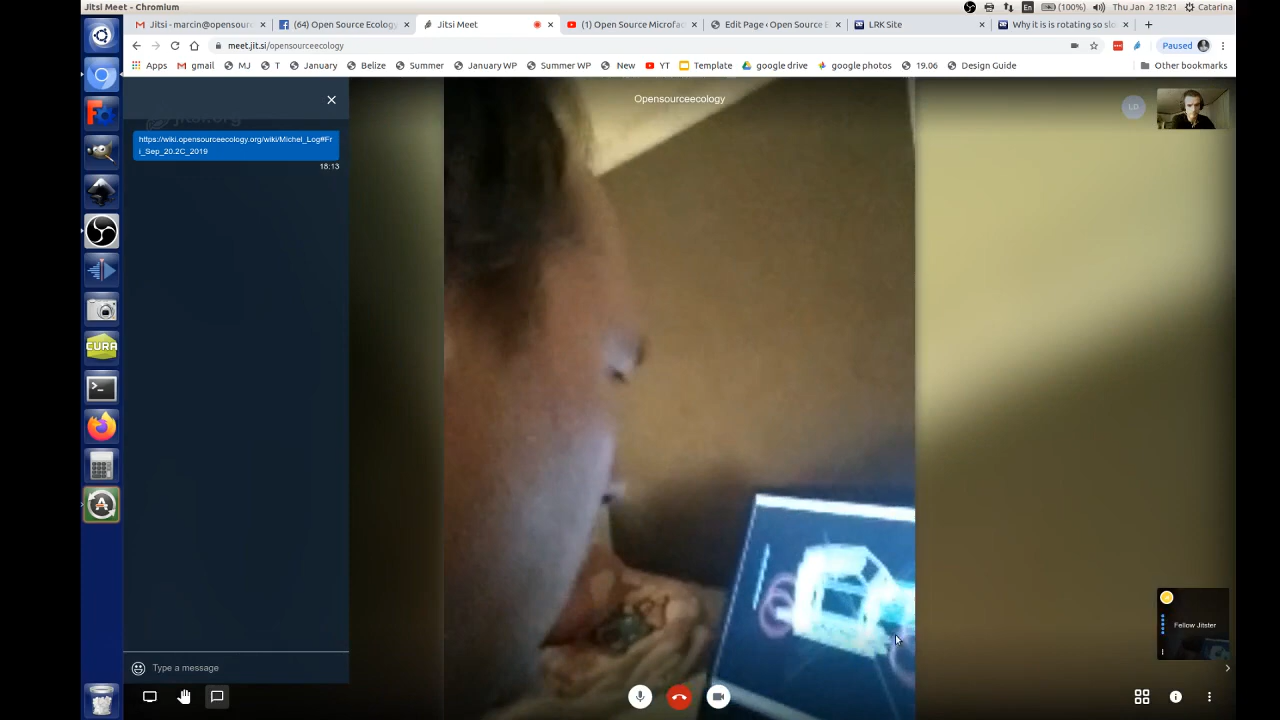 Jitsi Meet - Chromium
(100%)
Thu Jan 2 18:21
Catarina
Jitsi - marcin@opensour
(64) Open Source Ecology
Jitsi Meet
(1) Open Source Microfac
Edit Page ‹ Open Source E
LRK Site
Why it is is rotating so slo
meet.jit.si/opensourceecology
Paused
Apps
gmail
MJ
T
January
Belize
Summer
January WP
Summer WP
New
YT
Template
google drive
google photos
19.06
Design Guide
Other bookmarks
jitsi.org
Opensourceecology
LD
https://wiki.opensourceecology.org/wiki/Michel_Log#Fr
i_Sep_20.2C_2019
18:13
CURA
Fellow Jitster
Type a message